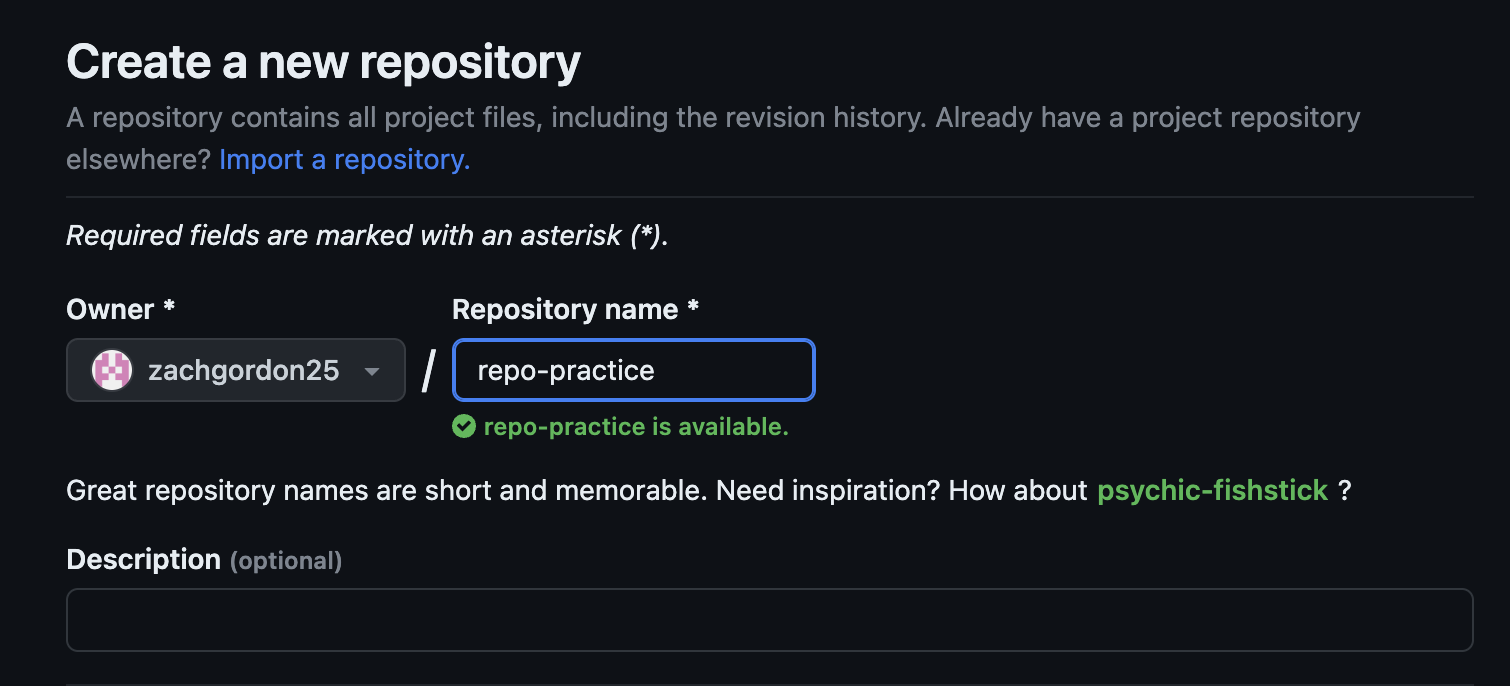 Create a new repository
A repository contains all project files, including the revision history. Already have a project repository
elsewhere? Import a repository.
Required fields are marked with an asterisk (*).
Owner * Repository name *
zachgordon25 / repo-practice
repo-practice is available.
Great repository names are short and memorable. Need inspiration? How about psychic-fishstick ?
Description (optional)